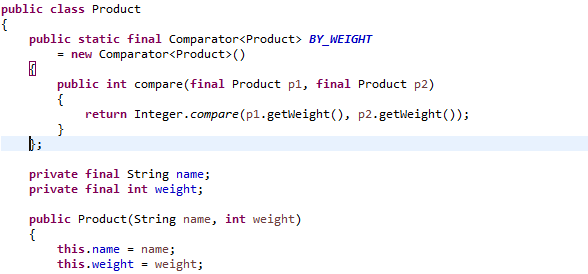 public class Product
{
    public static final Comparator<Product> BY_WEIGHT
        = new Comparator<Product>()
    {
        public int compare(final Product p1, final Product p2)
        {
            return Integer.compare(p1.getWeight(), p2.getWeight());
        }
    };

    private final String name;
    private final int weight;

    public Product(String name, int weight)
    {
        this.name = name;
        this.weight = weight;